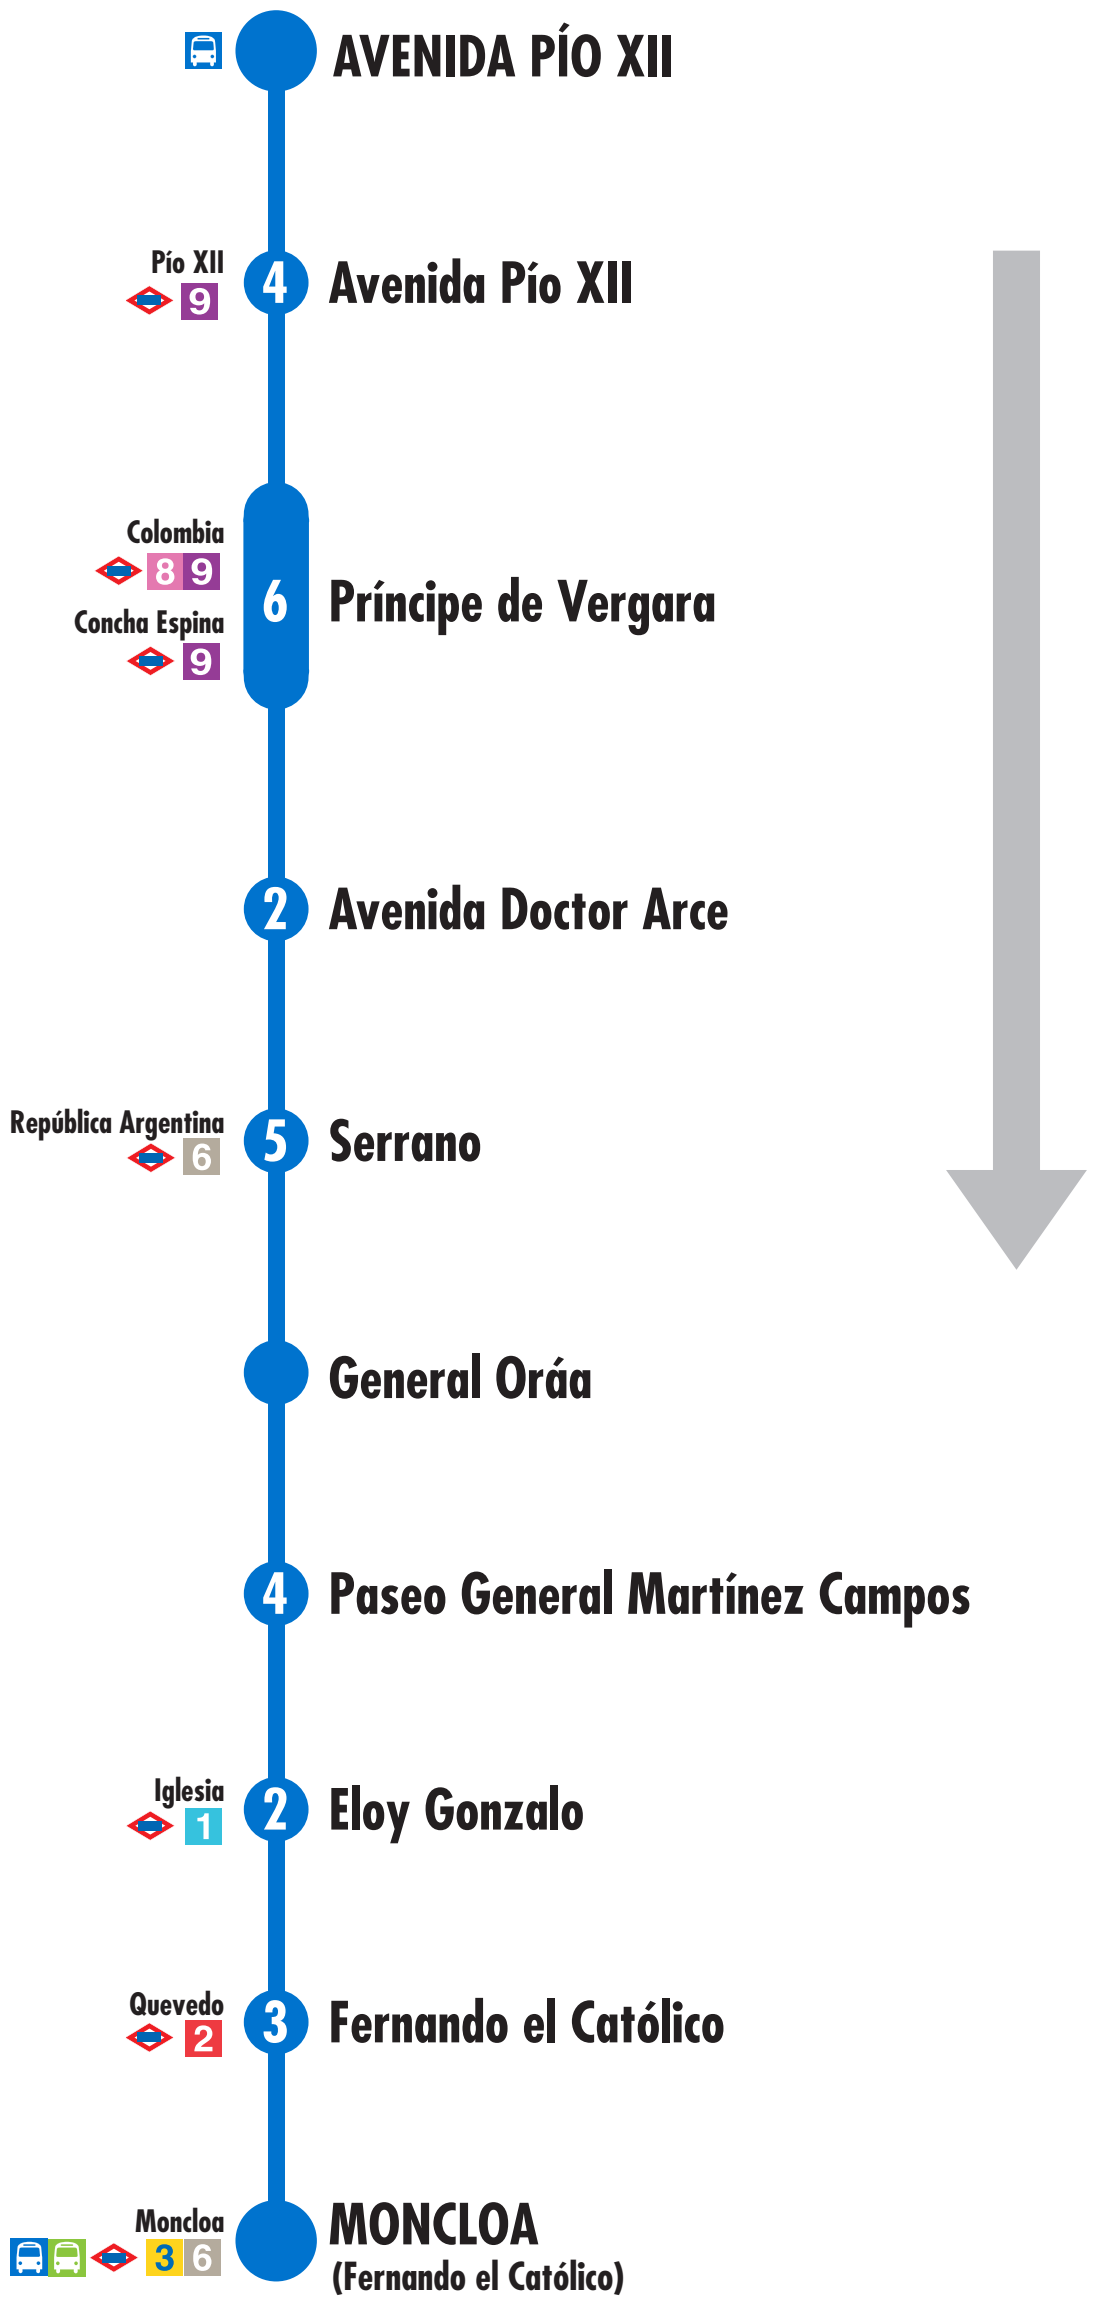 AVENIDA PÍO XII
Pío XII
9
4
Avenida Pío XII
Colombia
8 9
Concha Espina
9
6
Príncipe de Vergara
2
Avenida Doctor Arce
República Argentina
6
5
Serrano
General Oráa
4
Paseo General Martínez Campos
Iglesia
1
2
Eloy Gonzalo
Quevedo
2
3
Fernando el Católico
Moncloa
3 6
MONCLOA
(Fernando el Católico)